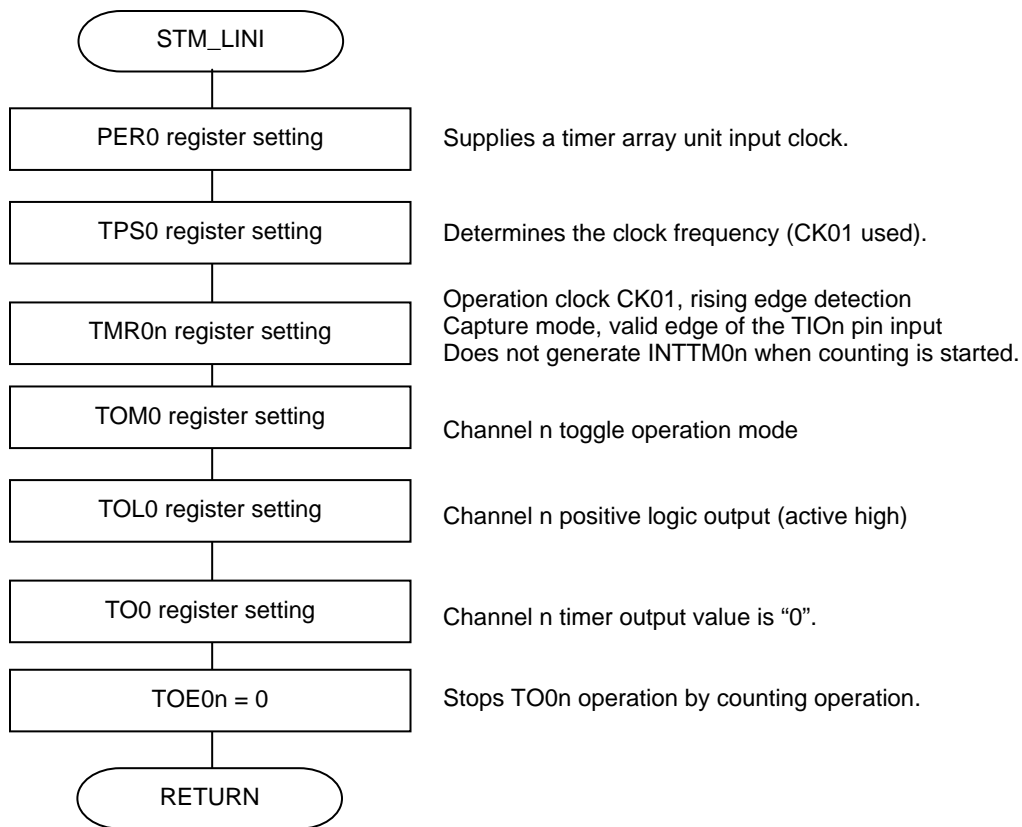 STM_LINI
PER0 register setting
Supplies a timer array unit input clock.
TPS0 register setting
Determines the clock frequency (CK01 used).
TMR0n register setting
Operation clock CK01, rising edge detection
Capture mode, valid edge of the TIOn pin input
Does not generate INTTM0n when counting is started.
TOM0 register setting
Channel n toggle operation mode
TOL0 register setting
Channel n positive logic output (active high)
TO0 register setting
Channel n timer output value is “0”.
TOE0n = 0
Stops TO0n operation by counting operation.
RETURN